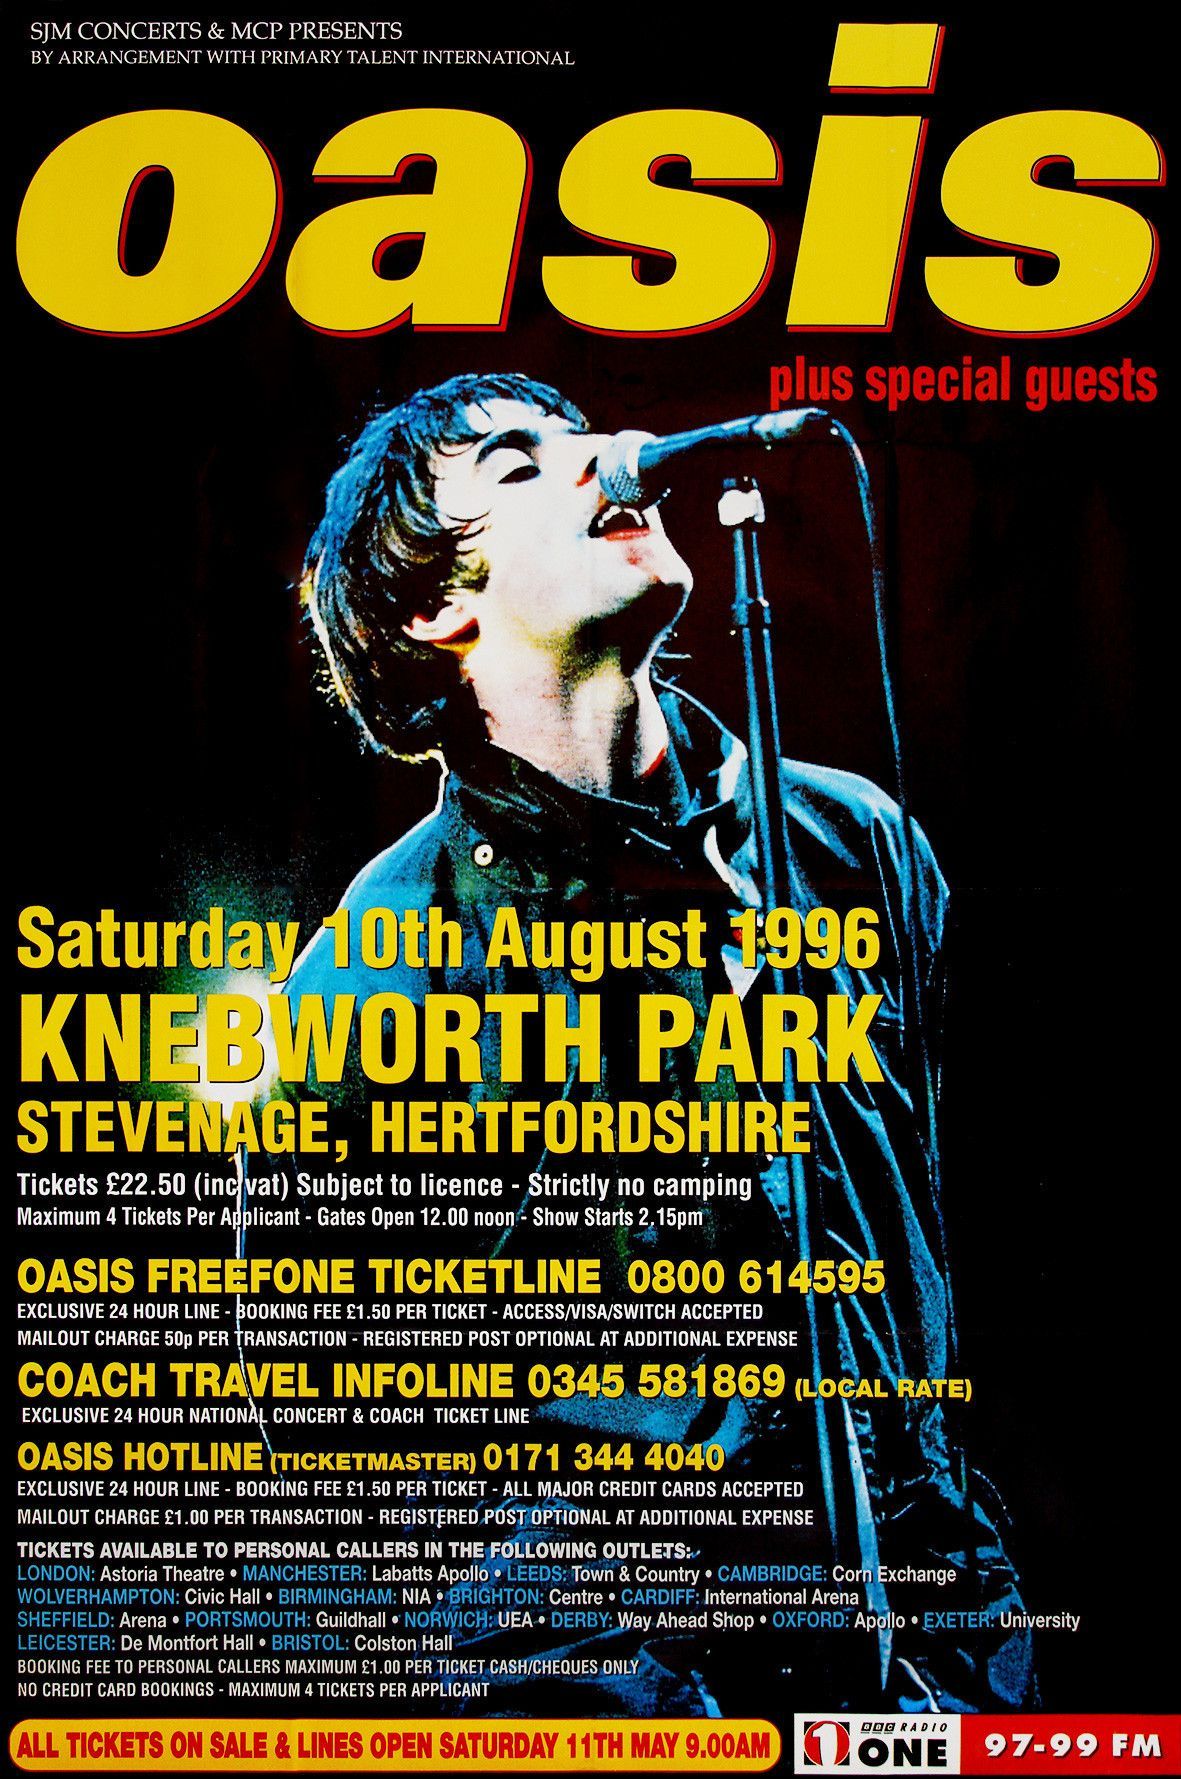 SJM CONCERTS & MCP PRESENTS
BY ARRANGEMENT WITH PRIMARY TALENT INTERNATIONAL
oasis
plus special guests
Saturday 10th August 1996
KNEBWORTH PARK
STEVENAGE, HERTFORDSHIRE
Tickets £22.50 (inc vat) Subject to licence - Strictly no camping
Maximum 4 Tickets Per Applicant - Gates Open 12.00 noon - Show Starts 2.15pm
OASIS FREEFONE TICKETLINE 0800 614595
EXCLUSIVE 24 HOUR LINE - BOOKING FEE £1.50 PER TICKET - ACCESS/VISA/SWITCH ACCEPTED
MAILOUT CHARGE 50p PER TRANSACTION - REGISTERED POST OPTIONAL AT ADDITIONAL EXPENSE
COACH TRAVEL INFOLINE 0345 581869 (LOCAL RATE)
EXCLUSIVE 24 HOUR NATIONAL CONCERT & COACH TICKET LINE
OASIS HOTLINE (TICKETMASTER) 0171 344 4040
EXCLUSIVE 24 HOUR LINE - BOOKING FEE £1.50 PER TICKET - ALL MAJOR CREDIT CARDS ACCEPTED
MAILOUT CHARGE £1.00 PER TRANSACTION - REGISTERED POST OPTIONAL AT ADDITIONAL EXPENSE
TICKETS AVAILABLE TO PERSONAL CALLERS IN THE FOLLOWING OUTLETS:
LONDON: Astoria Theatre • MANCHESTER: Labatts Apollo • LEEDS: Town & Country • CAMBRIDGE: Corn Exchange
WOLVERHAMPTON: Civic Hall • BIRMINGHAM: NIA • BRIGHTON: Centre • CARDIFF: International Arena
SHEFFIELD: Arena • PORTSMOUTH: Guildhall • NORWICH: UEA • DERBY: Way Ahead Shop • OXFORD: Apollo • EXETER: University
LEICESTER: De Montfort Hall • BRISTOL: Colston Hall
BOOKING FEE TO PERSONAL CALLERS MAXIMUM £1.00 PER TICKET CASH/CHEQUES ONLY
NO CREDIT CARD BOOKINGS - MAXIMUM 4 TICKETS PER APPLICANT
ALL TICKETS ON SALE & LINES OPEN SATURDAY 11TH MAY 9.00AM
1 BBC RADIO ONE 97-99 FM